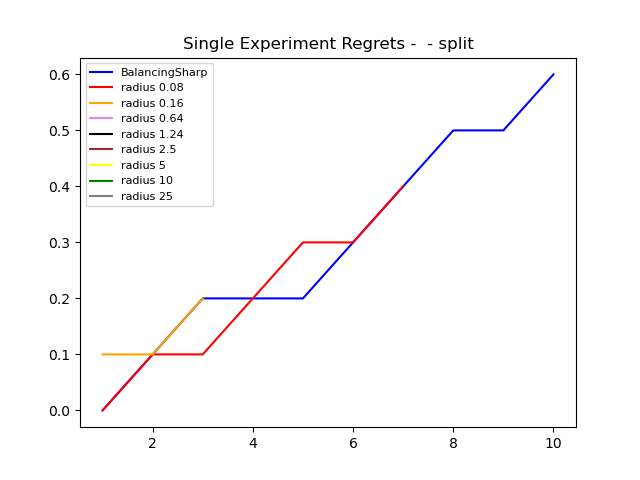 Single Experiment Regrets -  - split
0.6
0.5
0.4
0.3
0.2
0.1
0.0
BalancingSharp
radius 0.08
radius 0.16
radius 0.64
radius 1.24
radius 2.5
radius 5
radius 10
radius 25
2 4 6 8 10